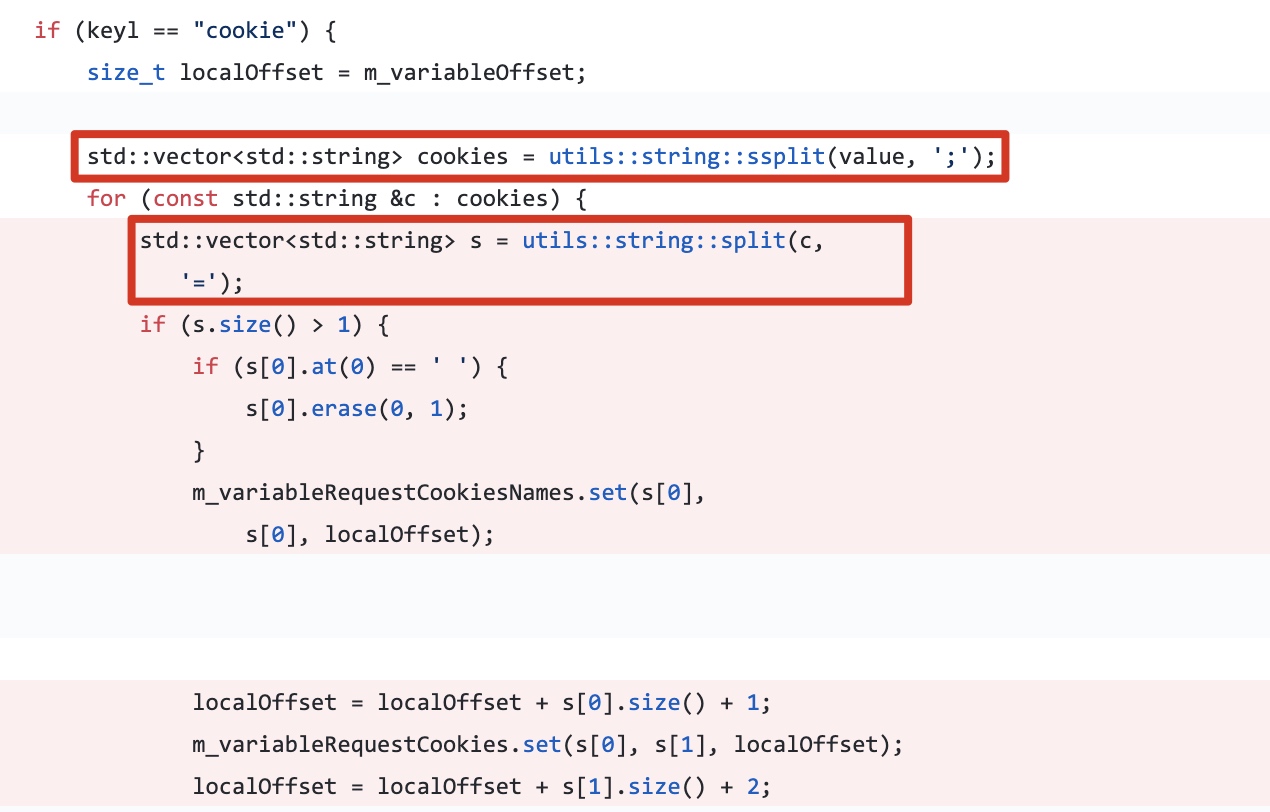 if (keyl == "cookie") {
size_t localOffset = m_variableOffset;
std::vector<std::string> cookies = utils::string::ssplit(value, ';');
for (const std::string &c : cookies) {
std::vector<std::string> s = utils::string::split(c,
'=');
if (s.size() > 1) {
if (s[0].at(0) == ' ') {
s[0].erase(0, 1);
}
m_variableRequestCookiesNames.set(s[0],
s[0], localOffset);
localOffset = localOffset + s[0].size() + 1;
m_variableRequestCookies.set(s[0], s[1], localOffset);
localOffset = localOffset + s[1].size() + 2;